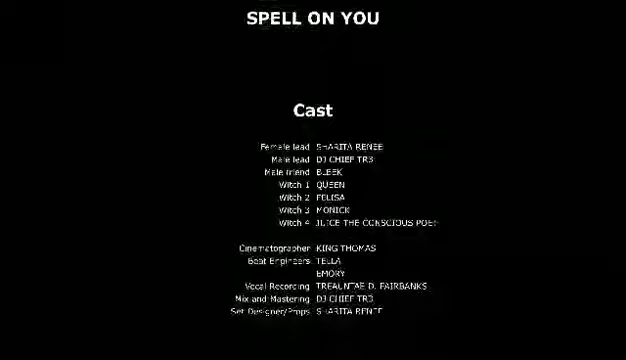 SPELL ON YOU
Cast
Female lead SHARITA RENEE
Male lead DJ CHIEF TR3
Male friend BLEEK
Witch 1 QUEEN
Witch 2 FELISA
Witch 3 MONICK
Witch 4 JUICE THE CONSCIOUS POET
Cinematographer KING THOMAS
Beat Engineers TELLA
EMORY
Vocal Recording TREAUNTAE D. FAIRBANKS
Mix and Mastering DJ CHIEF TR3
Set Designer/Props SHARITA RENEE